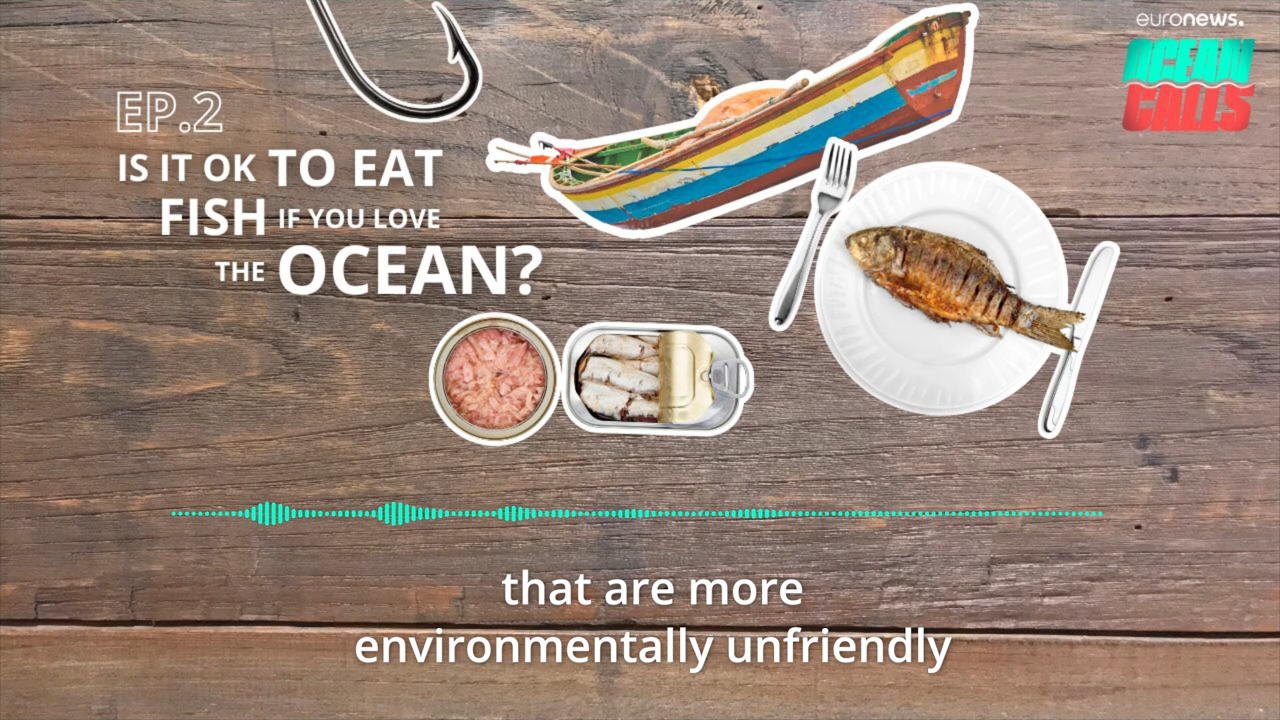 euronews.
OCEAN
CALLS
EP.2
IS IT OK TO EAT
FISH IF YOU LOVE
THE OCEAN?
that are more
environmentally unfriendly